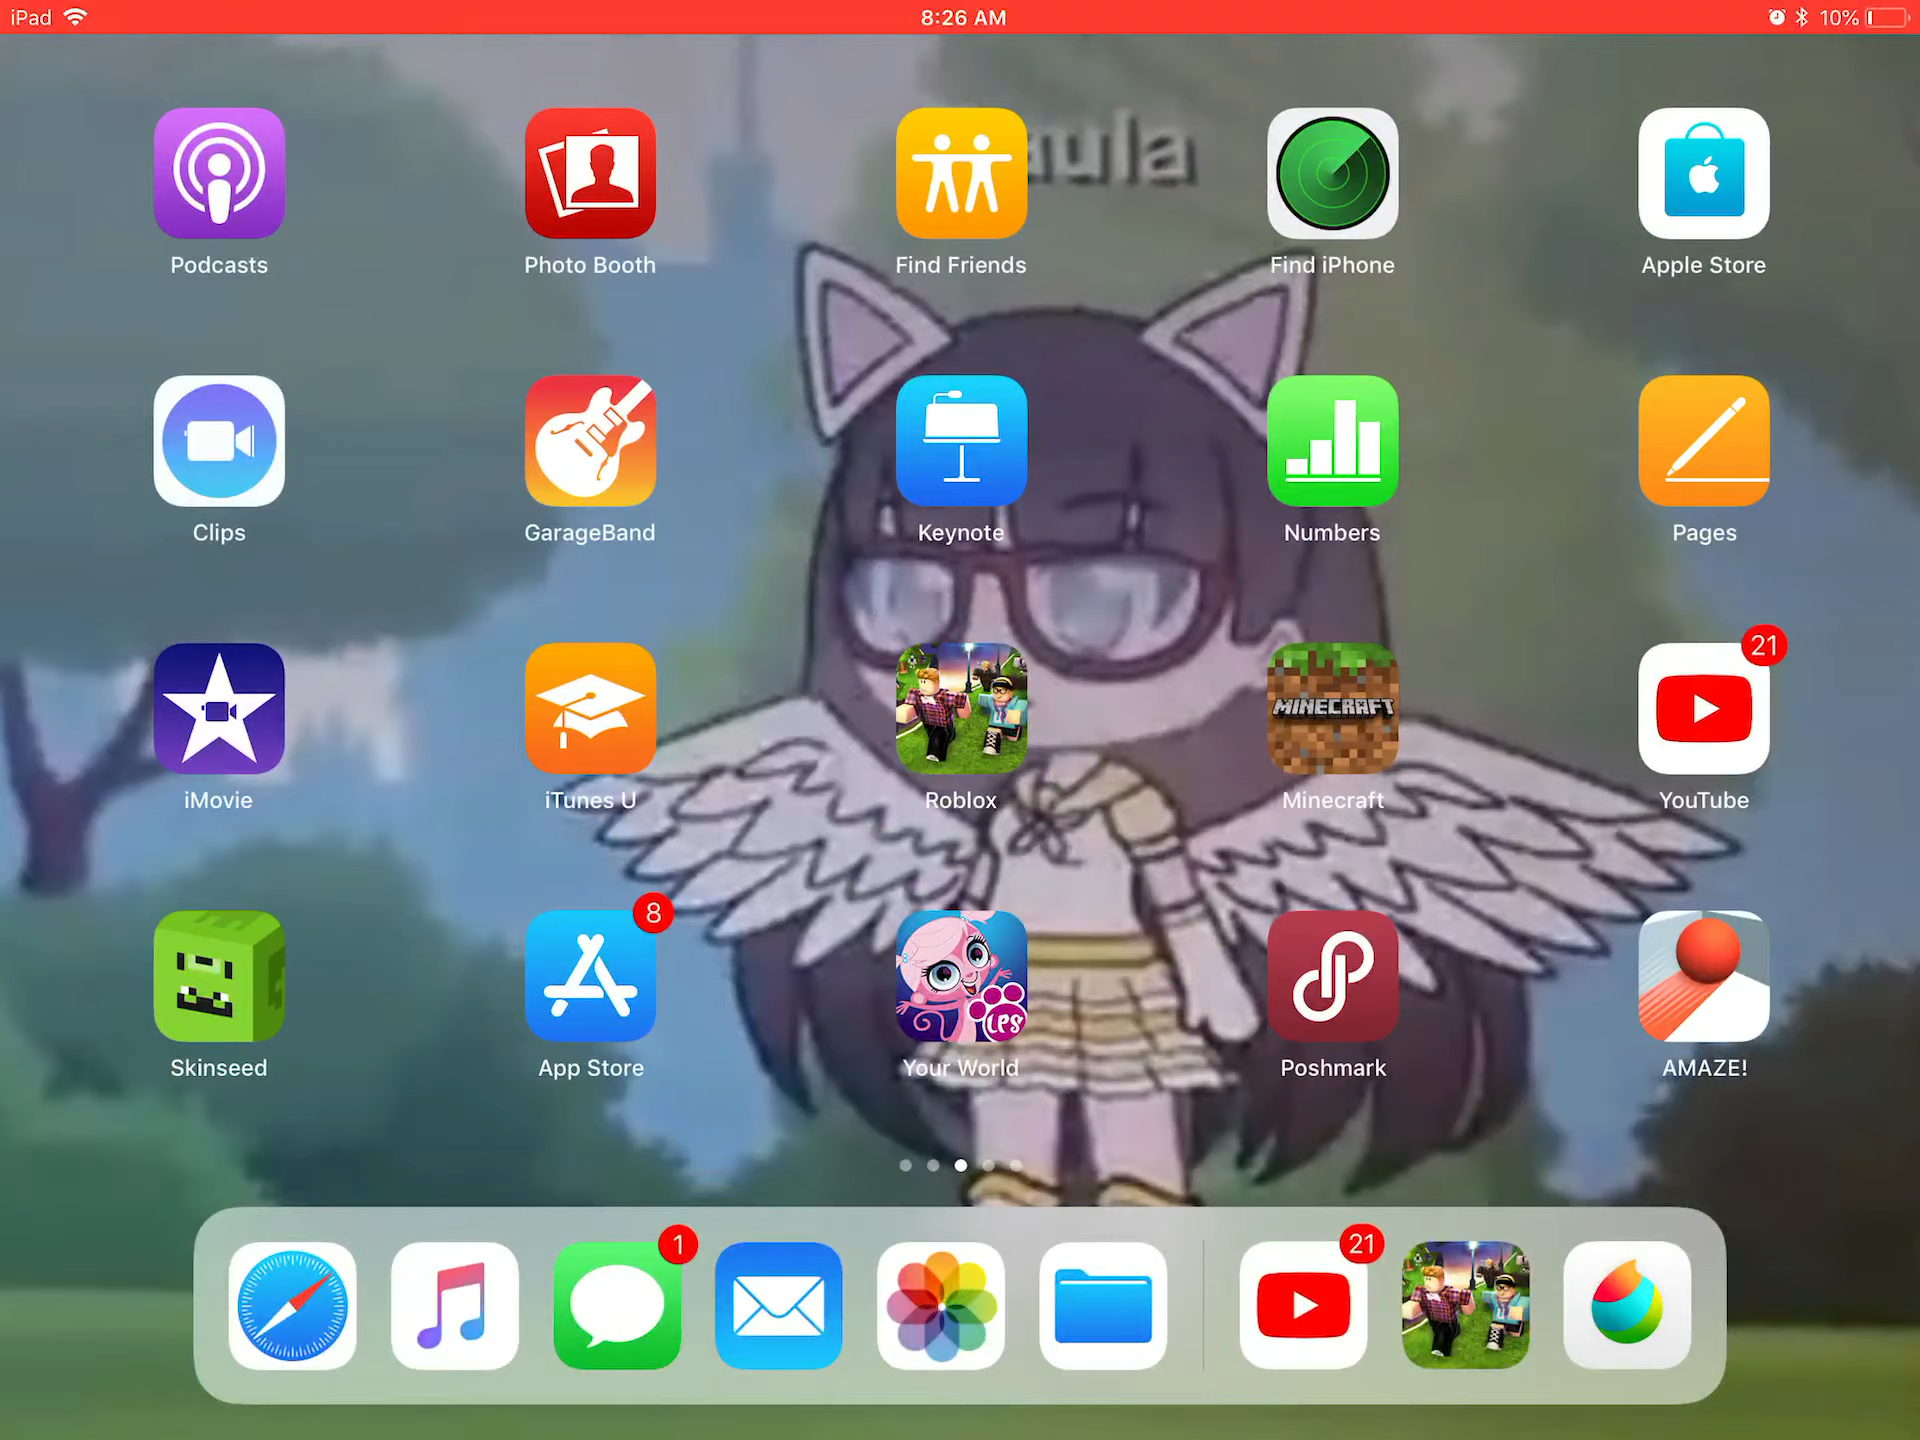 iPad 8:26 AM 10%
aula
Podcasts Photo Booth Find Friends Find iPhone Apple Store
Clips GarageBand Keynote Numbers Pages
MINECRAFT
21
iMovie iTunes U Roblox Minecraft YouTube
8
LPS
Skinseed App Store Your World Poshmark AMAZE!
1 21